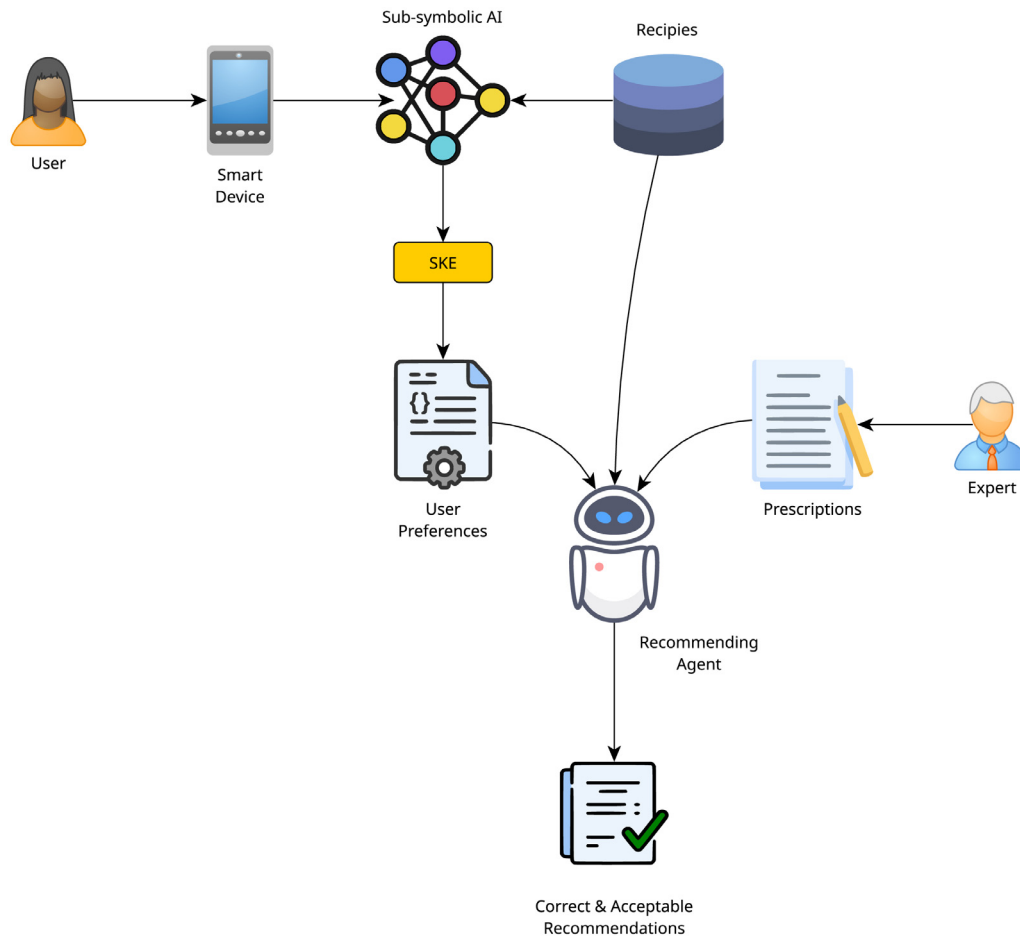 Sub-symbolic AI
Recipies
User
Smart
Device
SKE
User
Preferences
Prescriptions
Expert
Recommending
Agent
Correct & Acceptable
Recommendations